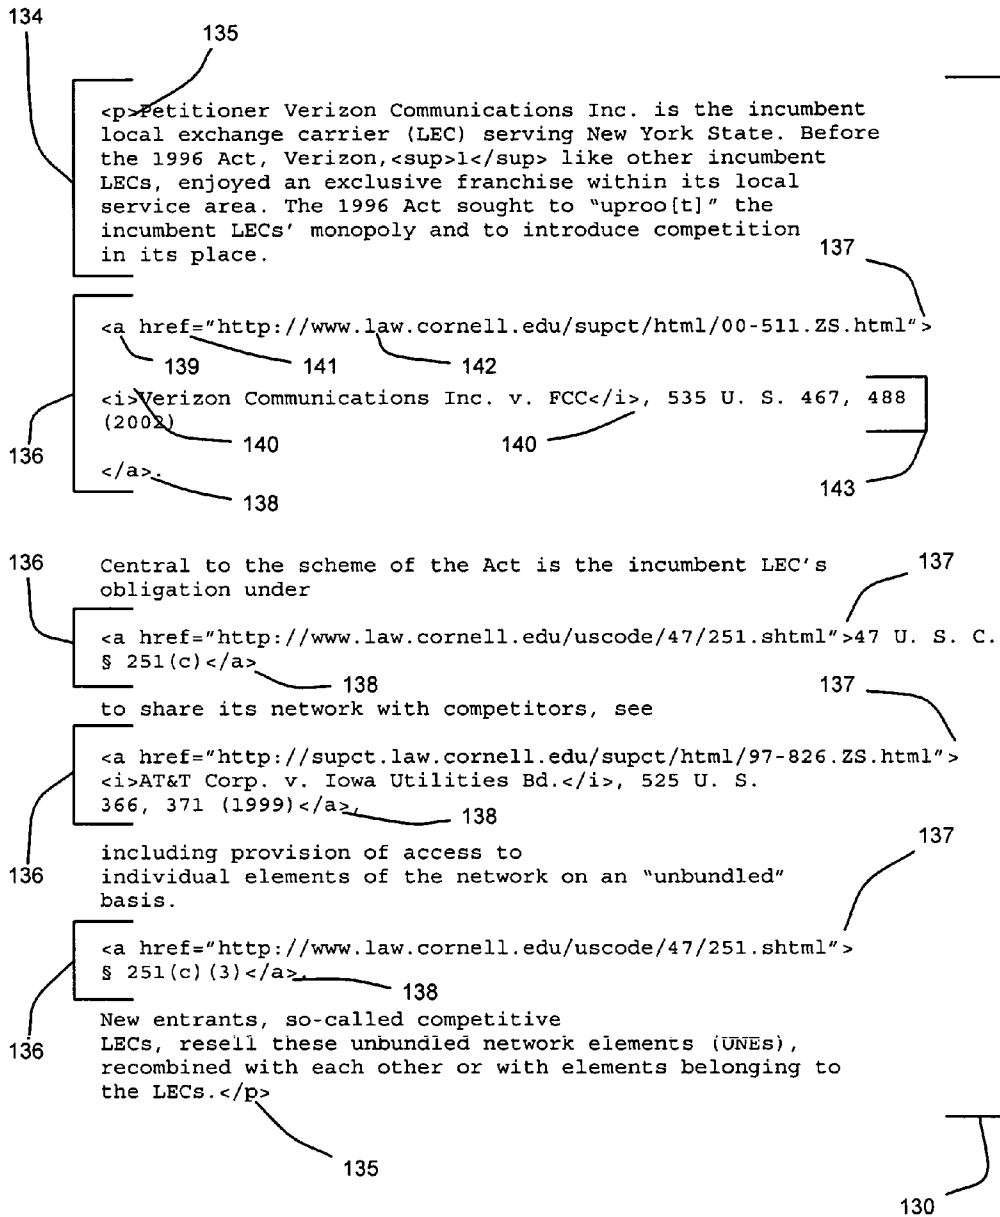 134
135
<p>Petitioner Verizon Communications Inc. is the incumbent
local exchange carrier (LEC) serving New York State. Before
the 1996 Act, Verizon,<sup>1</sup> like other incumbent
LECs, enjoyed an exclusive franchise within its local
service area. The 1996 Act sought to "uproo[t]" the
incumbent LECs' monopoly and to introduce competition
in its place.
137
<a href="http://www.law.cornell.edu/supct/html/00-511.ZS.html">
139 141 142
<i>Verizon Communications Inc. v. FCC</i>, 535 U. S. 467, 488
(2002)
136 140 140
</a>.
138 143
136 137
Central to the scheme of the Act is the incumbent LEC's
obligation under
<a href="http://www.law.cornell.edu/uscode/47/251.shtml">47 U. S. C.
§ 251(c)</a>
138 137
to share its network with competitors, see
<a href="http://supct.law.cornell.edu/supct/html/97-826.ZS.html">
<i>AT&T Corp. v. Iowa Utilities Bd.</i>, 525 U. S.
366, 371 (1999)</a>,
138
137
including provision of access to
136
individual elements of the network on an "unbundled"
basis.
<a href="http://www.law.cornell.edu/uscode/47/251.shtml">
§ 251(c)(3)</a>.
138
New entrants, so-called competitive
136
LECs, resell these unbundled network elements (UNEs),
recombined with each other or with elements belonging to
the LECs.</p>
135
130